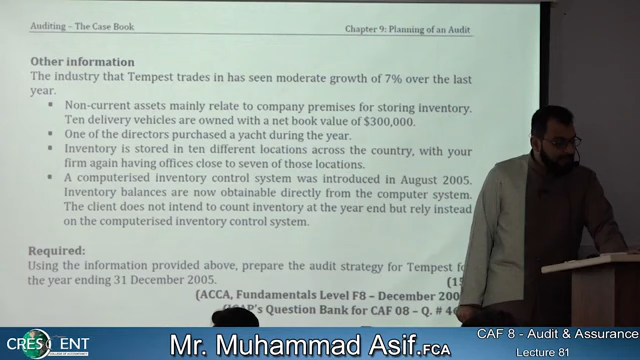 Auditing – The Case Book
Chapter 9: Planning of an Audit
Other information
The industry that Tempest trades in has seen moderate growth of 7% over the last
year.
▪ Non-current assets mainly relate to company premises for storing inventory.
Ten delivery vehicles are owned with a net book value of $300,000.
▪ One of the directors purchased a yacht during the year.
▪ Inventory is stored in ten different locations across the country, with your
firm again having offices close to seven of those locations.
▪ A computerised inventory control system was introduced in August 2005.
Inventory balances are now obtainable directly from the computer system.
The client does not intend to count inventory at the year end but rely instead
on the computerised inventory control system.
Required:
Using the information provided above, prepare the audit strategy for Tempest
the year ending 31 December 2005.
(ACCA, Fundamentals Level F8 – December
Question Bank for CAF 08 – Q. #
CRESCENT
COLLEGE OF ACCOUNTANCY
Mr. Muhammad Asif.FCA
CAF 8 - Audit & Assurance
Lecture 81